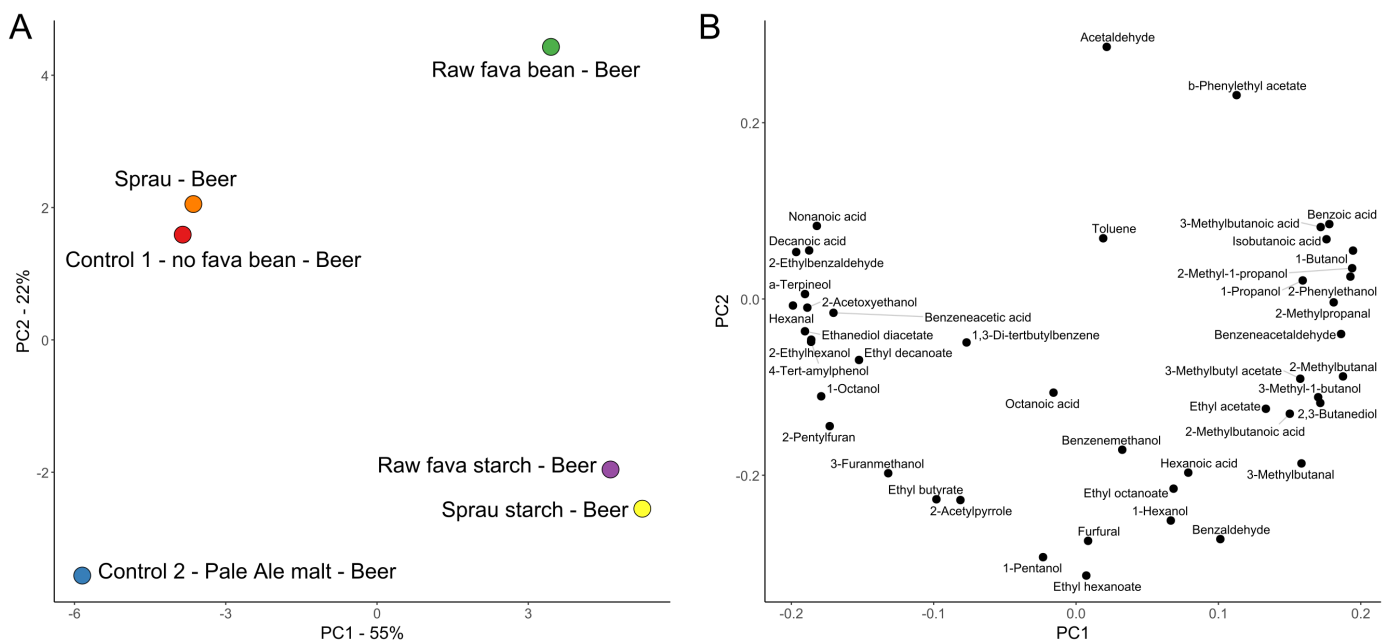 A
4
2
0
-2
PC2 - 22%
Raw fava bean - Beer
Sprau - Beer
Control 1 - no fava bean - Beer
Raw fava starch - Beer
Sprau starch - Beer
Control 2 - Pale Ale malt - Beer
-6
-3
0
3
PC1 - 55%
B
0.2
0.0
-0.2
PC2
Acetaldehyde
b-Phenylethyl acetate
Nonanoic acid
Toluene
Benzoic acid
3-Methylbutanoic acid
Decanoic acid
Isobutanoic acid
2-Ethylbenzaldehyde
1-Butanol
2-Methyl-1-propanol
a-Terpineol
1-Propanol
2-Phenylethanol
2-Acetoxyethanol
Hexanal
Benzeneacetic acid
2-Methylpropanal
Ethanediol diacetate
1,3-Di-tertbutylbenzene
Benzeneacetaldehyde
2-Ethylhexanol
Ethyl decanoate
4-Tert-amylphenol
3-Methylbutyl acetate
2-Methylbutanal
1-Octanol
3-Methyl-1-butanol
Octanoic acid
Ethyl acetate
2,3-Butanediol
2-Methylbutanoic acid
2-Pentylfuran
Benzenemethanol
3-Furanmethanol
Hexanoic acid
3-Methylbutanal
Ethyl butyrate
Ethyl octanoate
2-Acetylpyrrole
1-Hexanol
Furfural
Benzaldehyde
1-Pentanol
Ethyl hexanoate
-0.2
-0.1
0.0
0.1
0.2
PC1